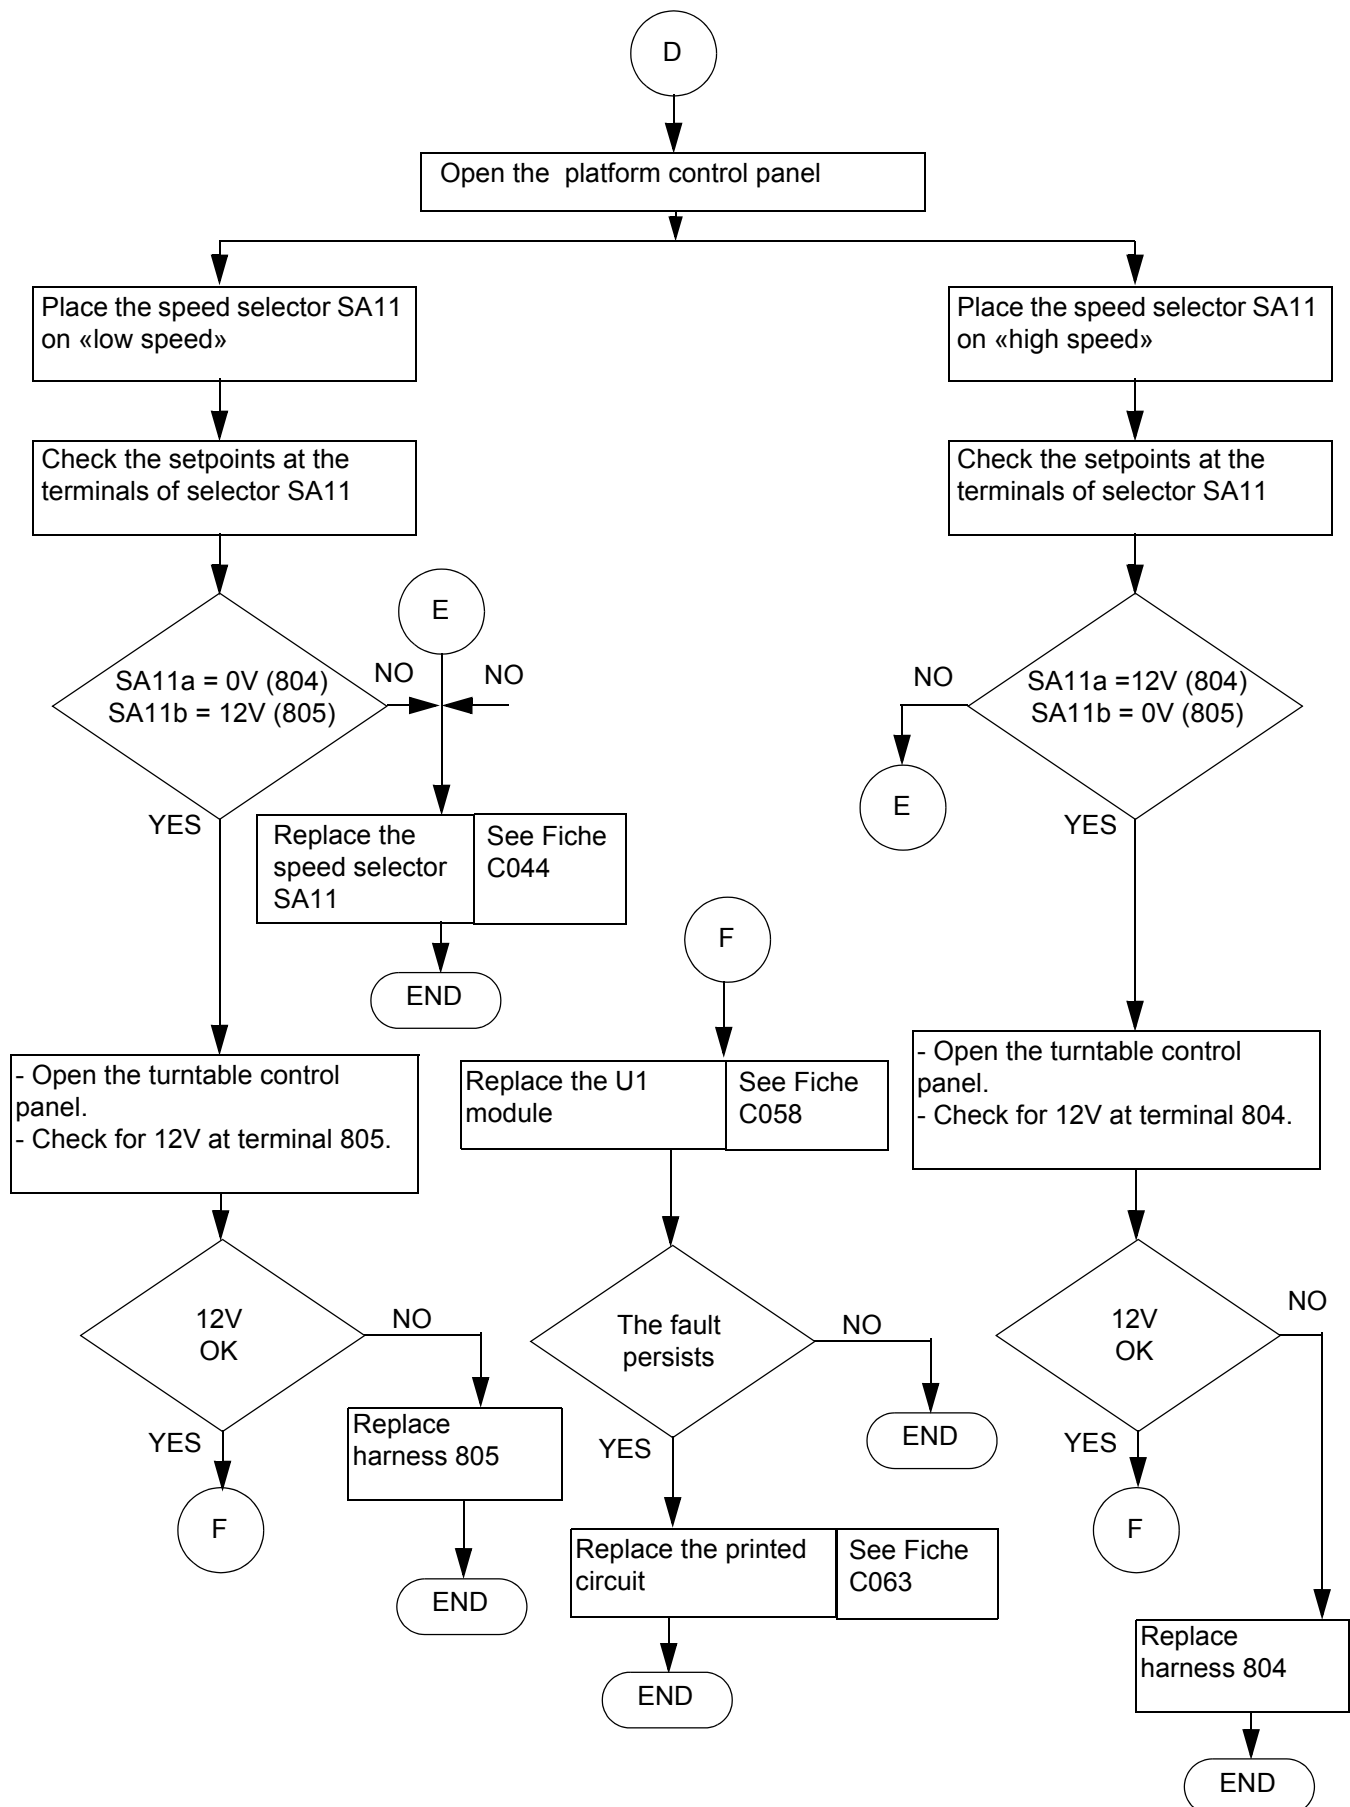 D
Open the platform control panel
Place the speed selector SA11
on «low speed»
Place the speed selector SA11
on «high speed»
Check the setpoints at the
terminals of selector SA11
Check the setpoints at the
terminals of selector SA11
SA11a = 0V (804)
SA11b = 12V (805)
NO
E
NO
NO
SA11a =12V (804)
SA11b = 0V (805)
E
YES
YES
Replace the
speed selector
SA11
See Fiche
C044
END
F
- Open the turntable control
panel.
- Check for 12V at terminal 805.
Replace the U1
module
See Fiche
C058
- Open the turntable control
panel.
- Check for 12V at terminal 804.
12V
OK
NO
YES
F
Replace
harness 805
END
The fault
persists
NO
END
YES
Replace the printed
circuit
See Fiche
C063
END
12V
OK
NO
YES
F
Replace
harness 804
END